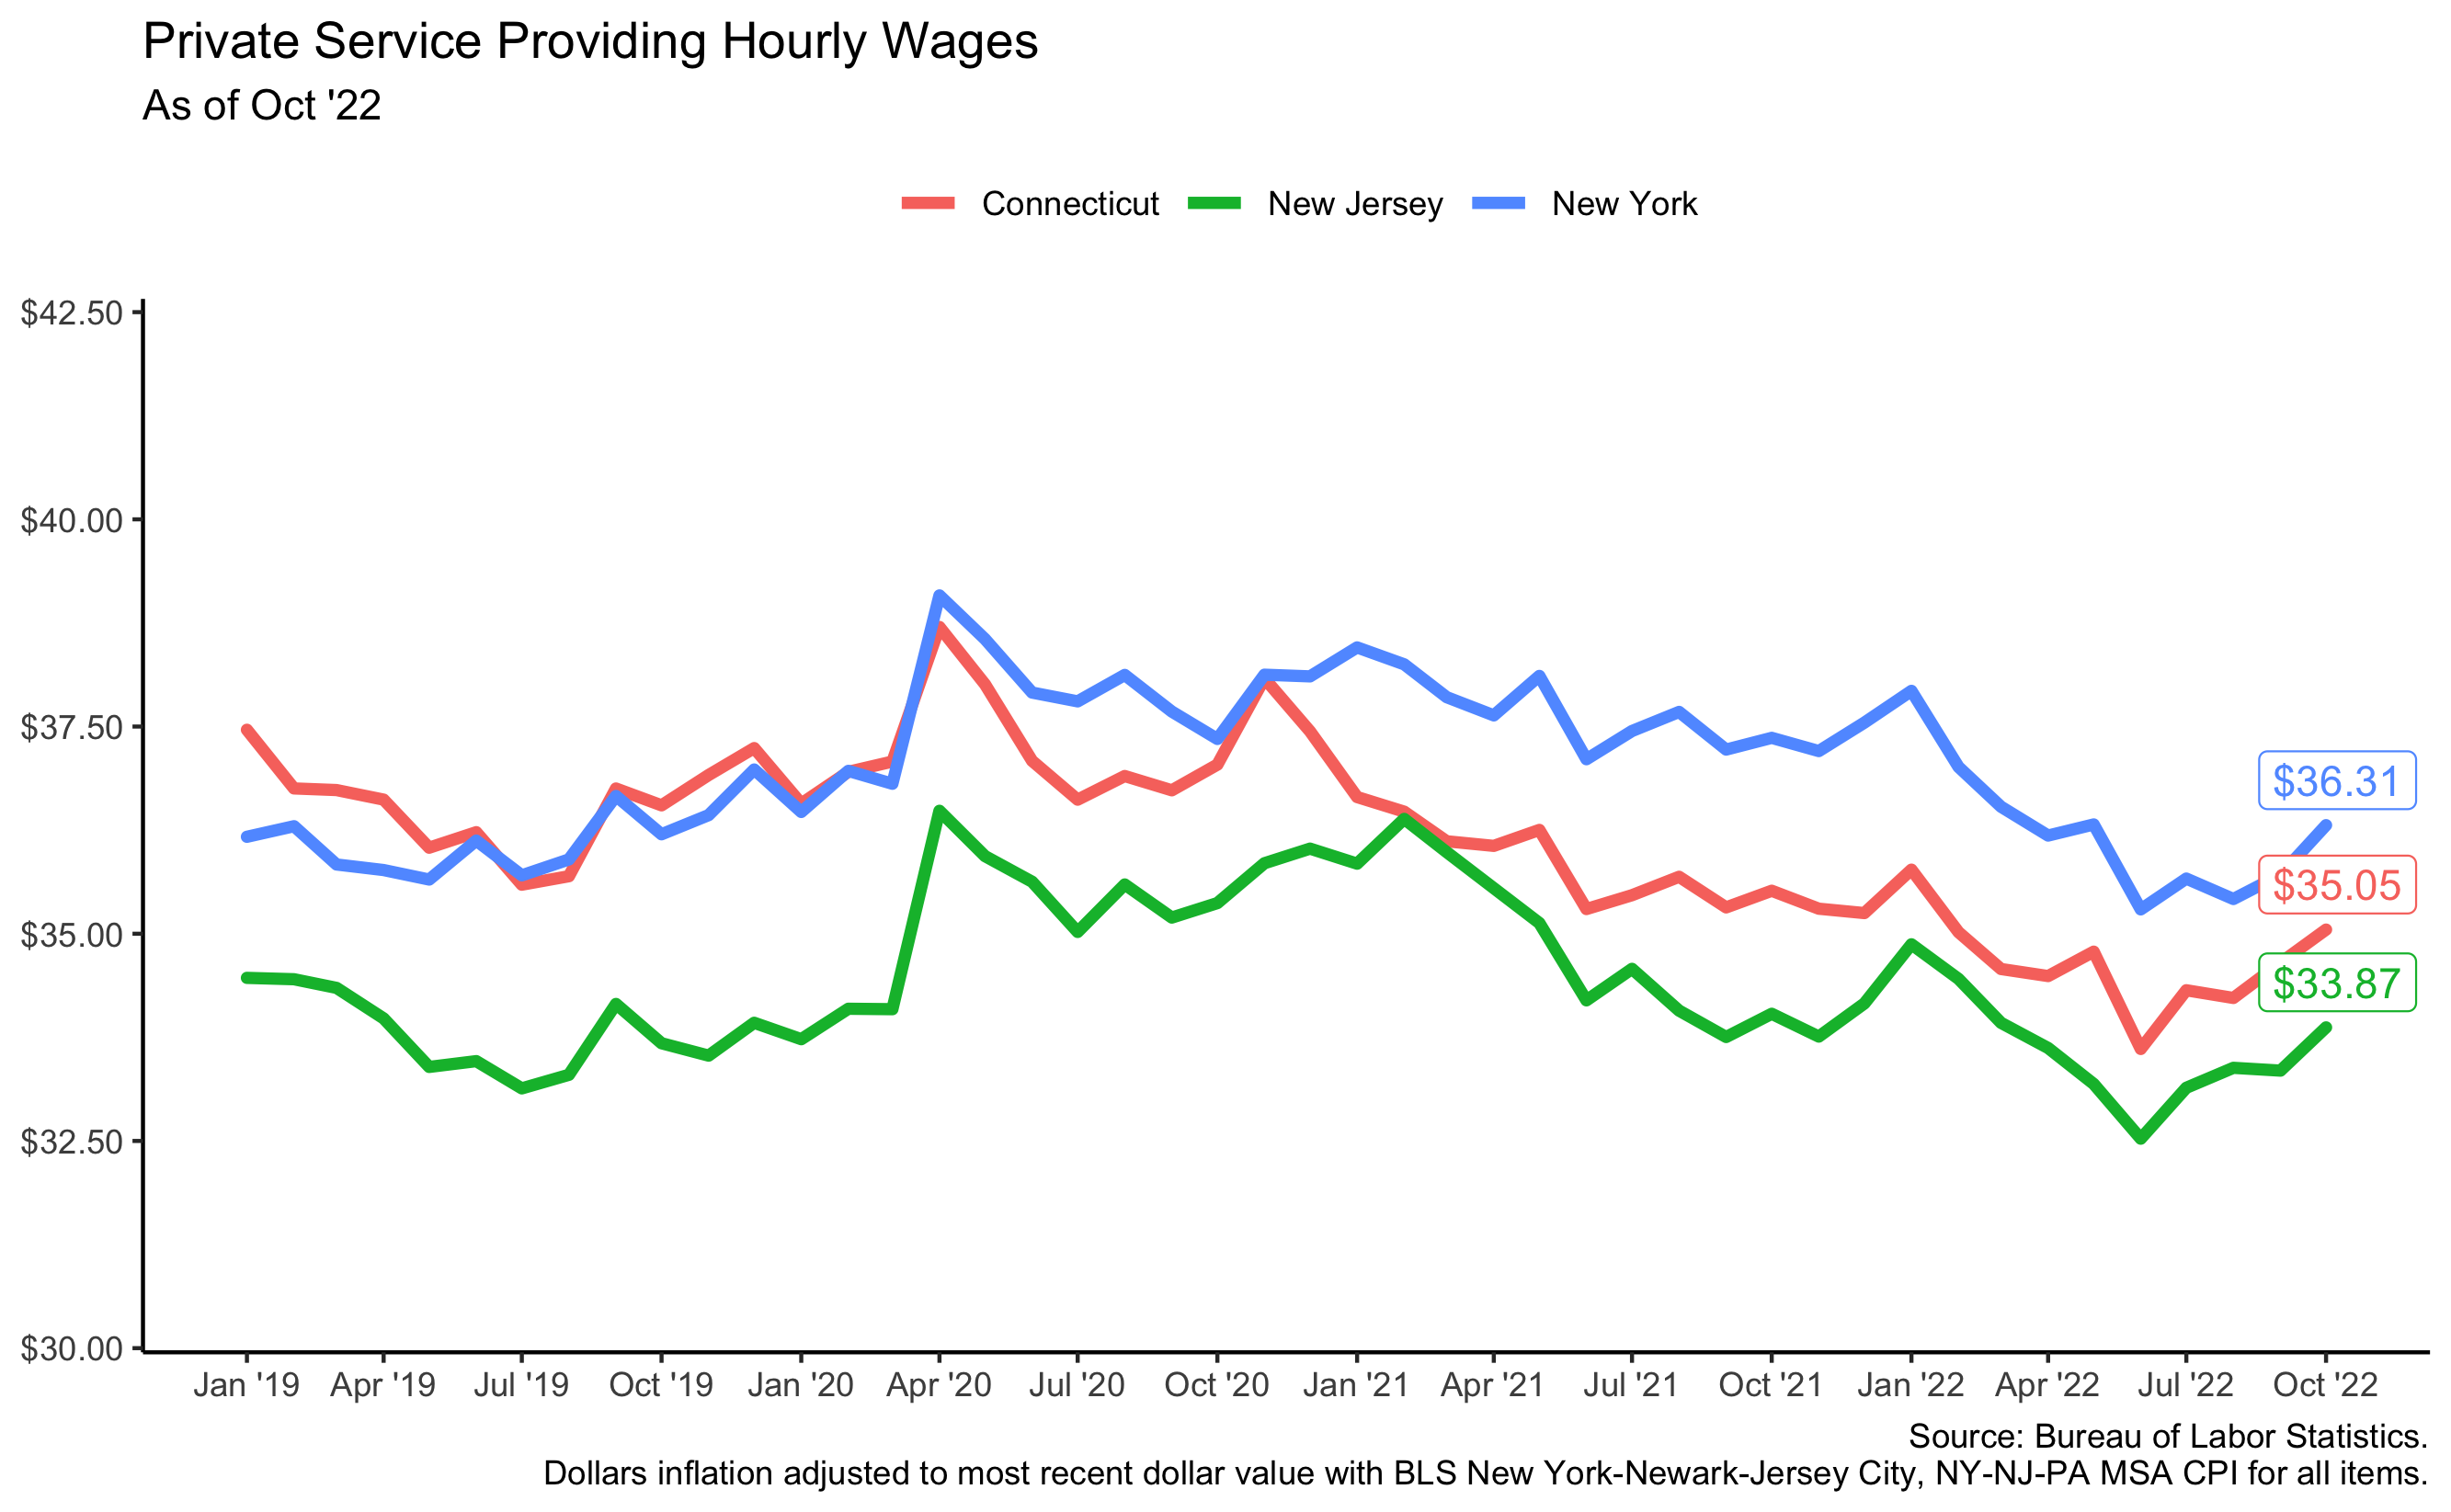 Private Service Providing Hourly Wages
As of Oct '22
Connecticut New Jersey New York
$42.50
$40.00
$37.50
$35.00
$32.50
$30.00
$36.31
$35.05
$33.87
Jan '19 Apr '19 Jul '19 Oct '19 Jan '20 Apr '20 Jul '20 Oct '20 Jan '21 Apr '21 Jul '21 Oct '21 Jan '22 Apr '22 Jul '22 Oct '22
Source: Bureau of Labor Statistics.
Dollars inflation adjusted to most recent dollar value with BLS New York-Newark-Jersey City, NY-NJ-PA MSA CPI for all items.